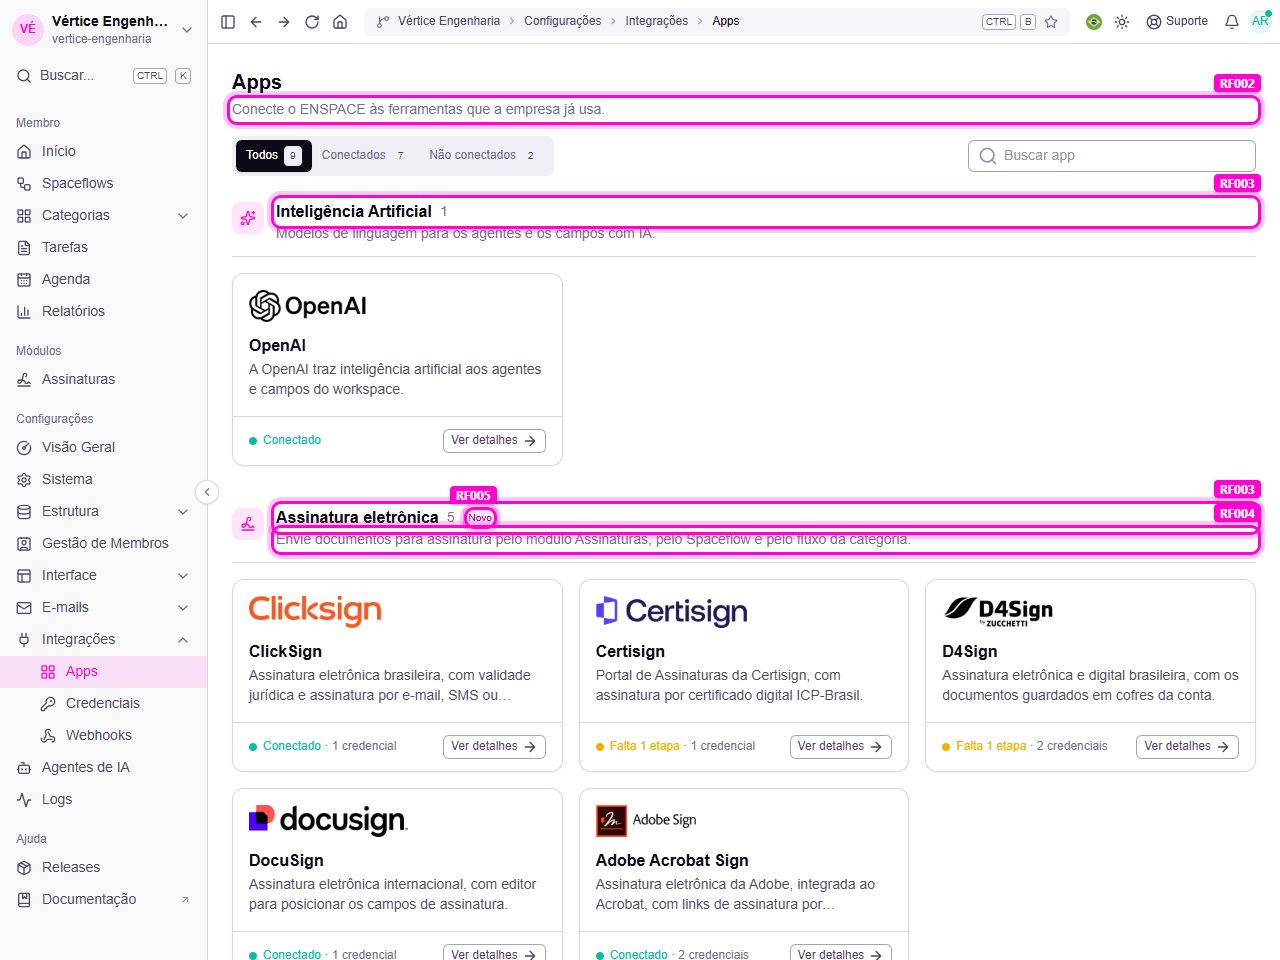 VÉ
Vértice Engenh...
vertice-engenharia
Buscar...
CTRL K
Membro
Início
Spaceflows
Categorias
Tarefas
Agenda
Relatórios
Módulos
Assinaturas
Configurações
Visão Geral
Sistema
Estrutura
Gestão de Membros
Interface
E-mails
Integrações
Apps
Credenciais
Webhooks
Agentes de IA
Logs
Ajuda
Releases
Documentação
Vértice Engenharia
Configurações
Integrações
Apps
CTRL B
Suporte
AR
Apps
RF002
Conecte o ENSPACE às ferramentas que a empresa já usa.
Todos 9
Conectados 7
Não conectados 2
Buscar app
RF003
Inteligência Artificial 1
Modelos de linguagem para os agentes e os campos com IA.
OpenAI
OpenAI
A OpenAI traz inteligência artificial aos agentes
e campos do workspace.
Conectado
Ver detalhes
RF005
RF003
Assinatura eletrônica 5 Novo
RF004
Envie documentos para assinatura pelo módulo Assinaturas, pelo Spaceflow e pelo fluxo da categoria.
Clicksign
ClickSign
Assinatura eletrônica brasileira, com validade
jurídica e assinatura por e-mail, SMS ou...
Conectado · 1 credencial
Ver detalhes
Certisign
Certisign
Portal de Assinaturas da Certisign, com
assinatura por certificado digital ICP-Brasil.
Falta 1 etapa · 1 credencial
Ver detalhes
D4Sign
by ZUCCHETTI
D4Sign
Assinatura eletrônica e digital brasileira, com os
documentos guardados em cofres da conta.
Falta 1 etapa · 2 credenciais
Ver detalhes
docusign
DocuSign
Assinatura eletrônica internacional, com editor
para posicionar os campos de assinatura.
Conectado · 1 credencial
Ver detalhes
Adobe Sign
Adobe Acrobat Sign
Assinatura eletrônica da Adobe, integrada ao
Acrobat, com links de assinatura por...
Conectado · 2 credenciais
Ver detalhes